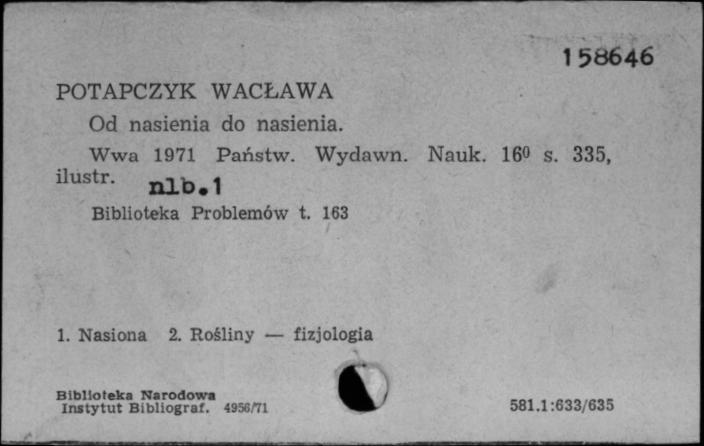 158646
POTAPCZYK WACŁAWA
Od nasienia do nasienia.
Wwa 1971 Państw. Wydawn. Nauk. 16⁰ s. 335,
ilustr. nlb.1
Biblioteka Problemów t. 163
1. Nasiona 2. Rośliny — fizjologia
Biblioteka Narodowa
Instytut Bibliograf. 4956/71
581.1:633/635